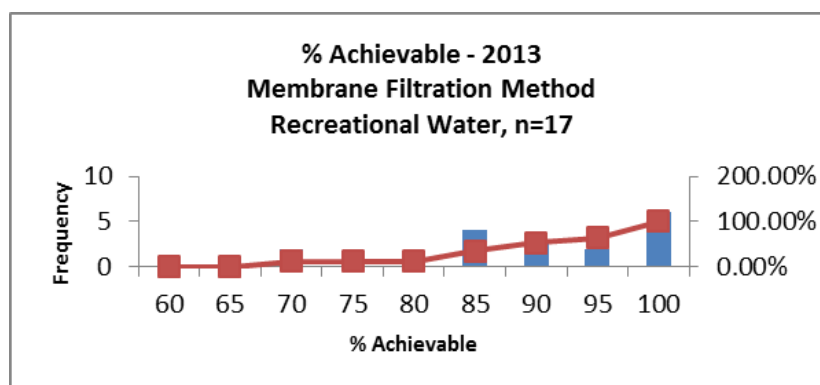 % Achievable - 2013
Membrane Filtration Method
Recreational Water, n=17
Frequency
10
5
0
200.00%
100.00%
0.00%
60 65 70 75 80 85 90 95 100
% Achievable